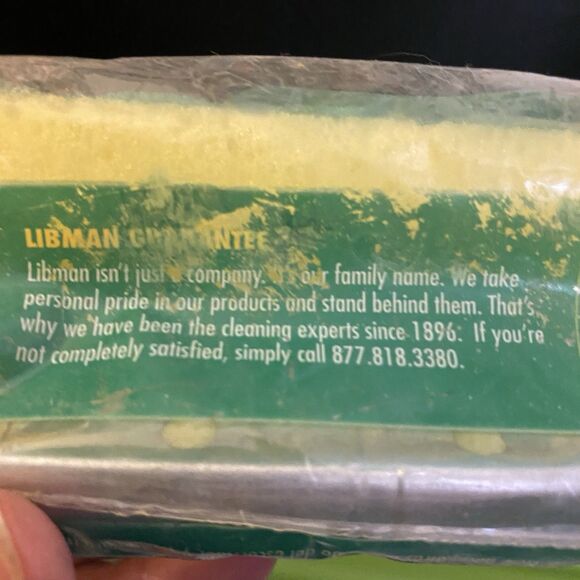 LIBMAN GUARANTEE
Libman isn't just a company. It's our family name. We take
personal pride in our products and stand behind them. That's
why we have been the cleaning experts since 1896. If you're
not completely satisfied, simply call 877.818.3380.